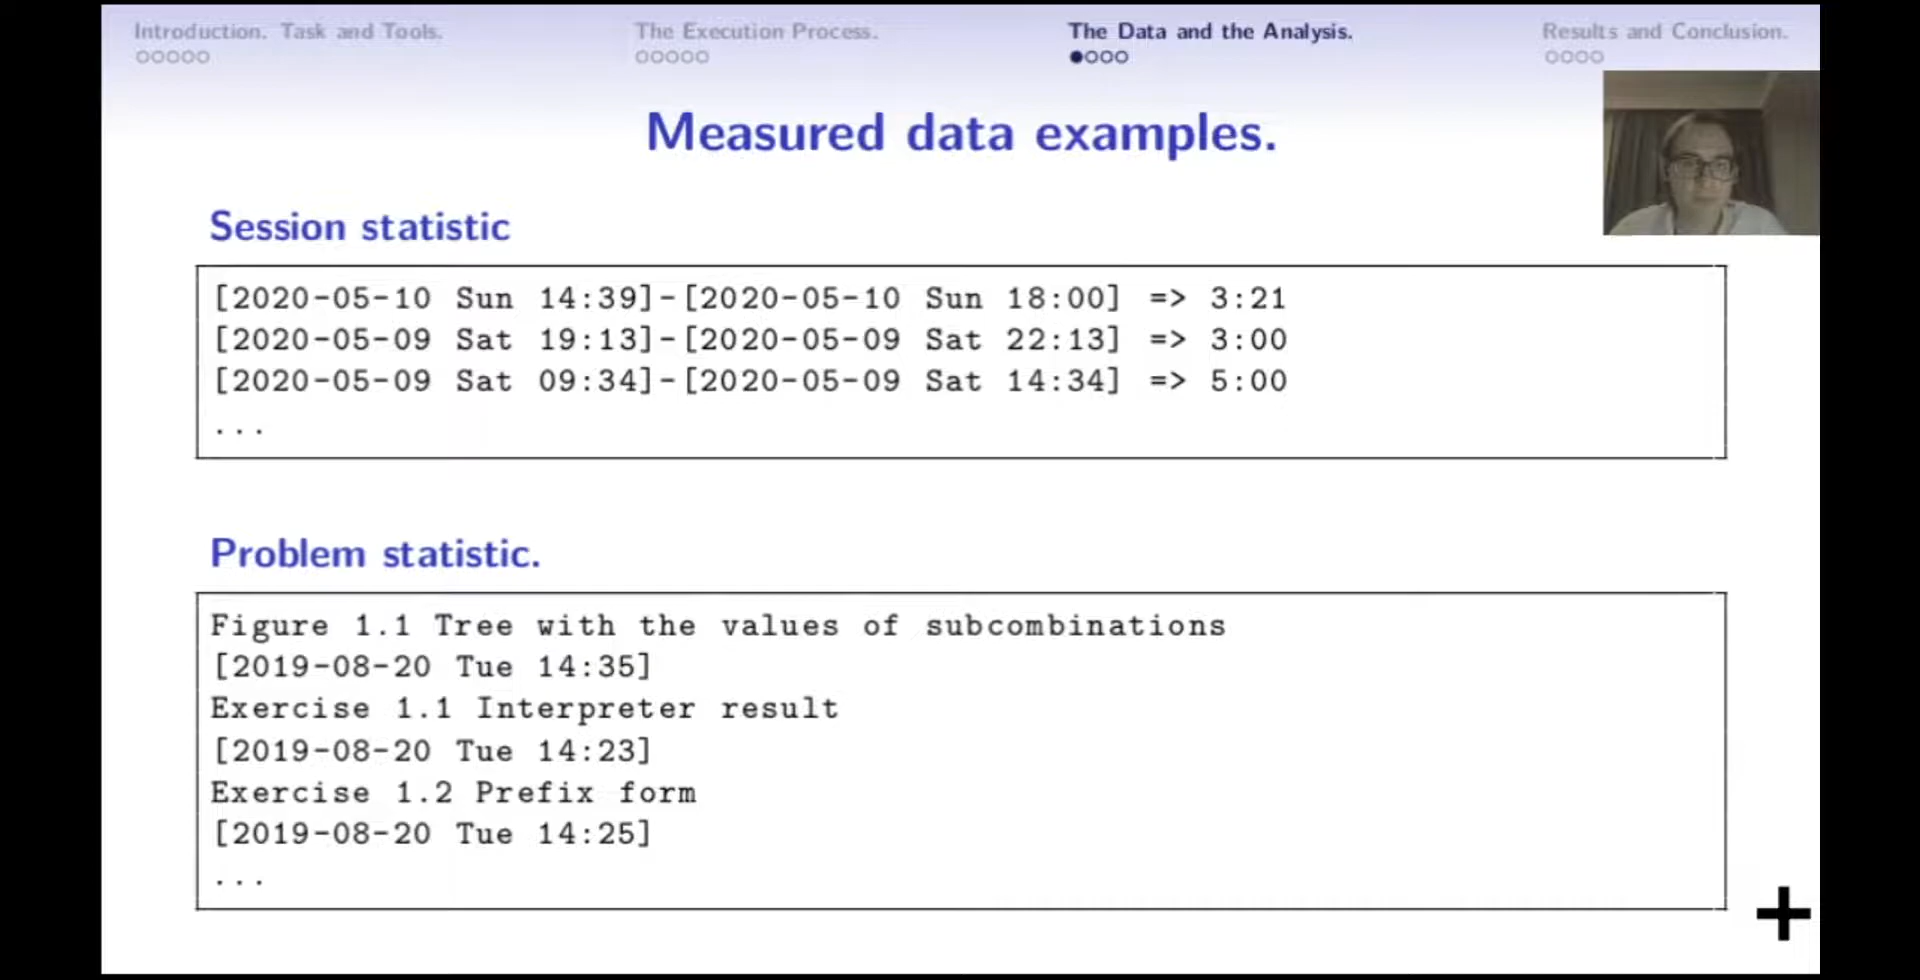 Introduction. Task and Tools. The Execution Process. The Data and the Analysis. Results and Conclusion.
Measured data examples.
Session statistic
[2020-05-10 Sun 14:39]-[2020-05-10 Sun 18:00] => 3:21
[2020-05-09 Sat 19:13]-[2020-05-09 Sat 22:13] => 3:00
[2020-05-09 Sat 09:34]-[2020-05-09 Sat 14:34] => 5:00
...
Problem statistic.
Figure 1.1 Tree with the values of subcombinations
[2019-08-20 Tue 14:35]
Exercise 1.1 Interpreter result
[2019-08-20 Tue 14:23]
Exercise 1.2 Prefix form
[2019-08-20 Tue 14:25]
...